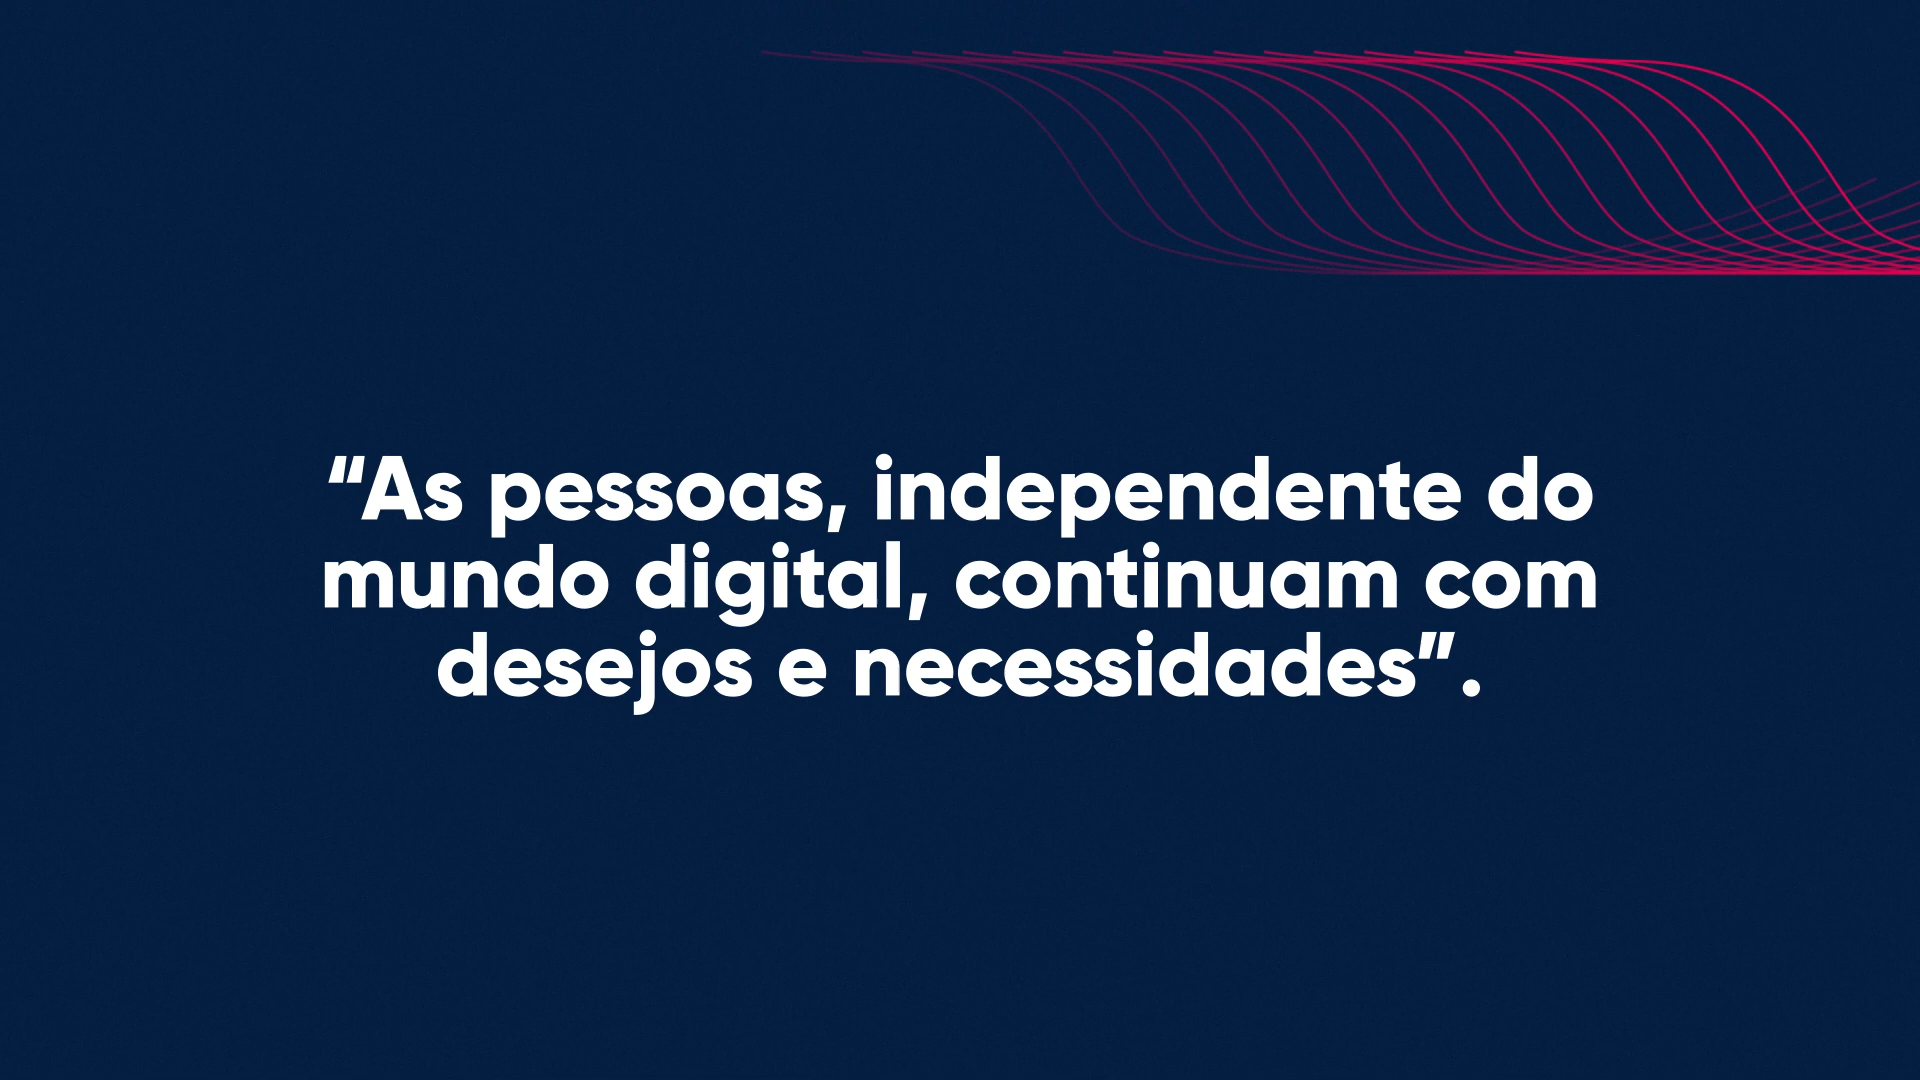 “As pessoas, independente do
mundo digital, continuam com
desejos e necessidades”.